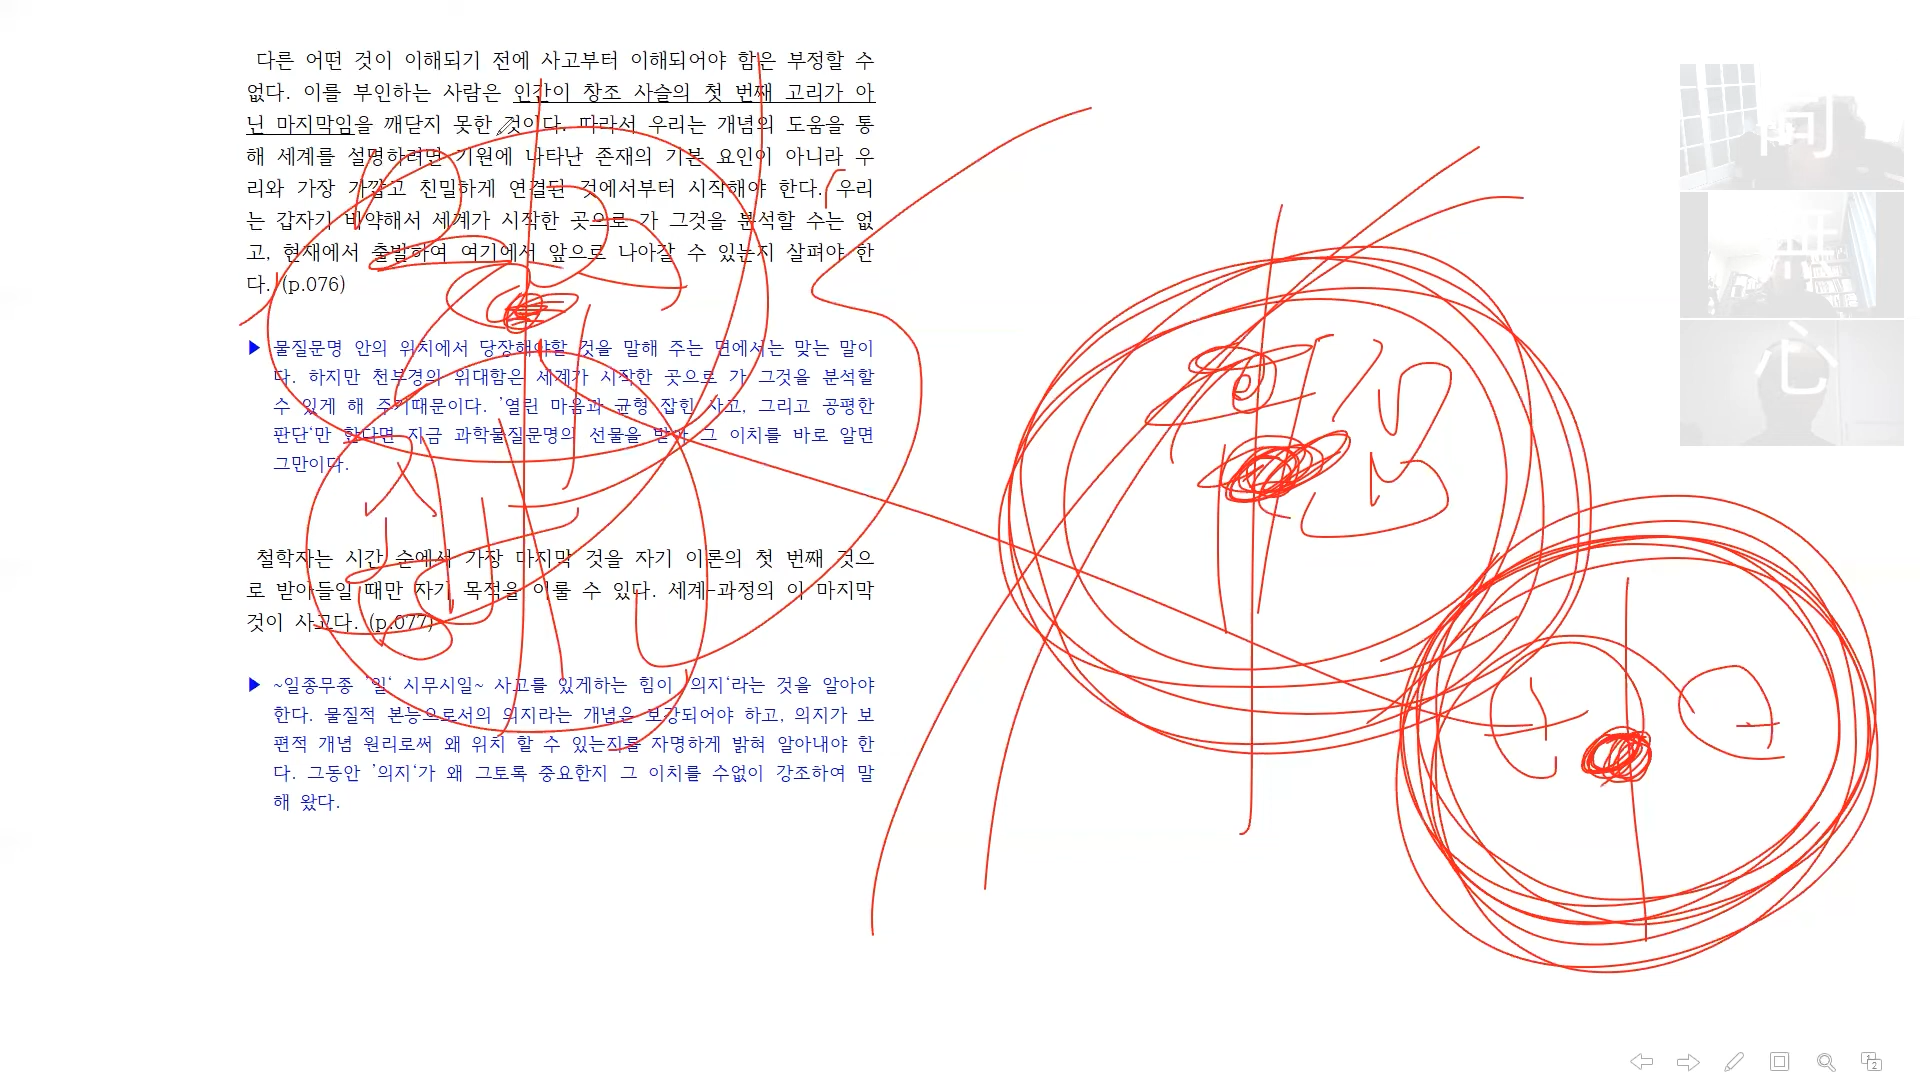 다른 어떤 것이 이해되기 전에 사고부터 이해되어야 함은 부정할 수
없다. 이를 부인하는 사람은 인간이 창조 사슬의 첫 번째 고리가 아
닌 마지막임을 깨닫지 못한 것이다. 따라서 우리는 개념의 도움을 통
해 세계를 설명하려면 기원에 나타난 존재의 기본 요인이 아니라 우
리와 가장 가깝고 친밀하게 연결된 것에서부터 시작해야 한다. 우리
는 갑자기 비약해서 세계가 시작한 곳으로 가 그것을 분석할 수는 없
고, 현재에서 출발하여 여기에서 앞으로 나아갈 수 있는지 살펴야 한
다. (p.076)
▶ 물질문명 안의 위치에서 당장해야할 것을 말해 주는 면에서는 맞는 말이
다. 하지만 천부경의 위대함은 세계가 시작한 곳으로 가 그것을 분석할
수 있게 해 주기때문이다. '열린 마음과 균형 잡힌 사고, 그리고 공평한
판단'만 한다면 지금 과학물질문명의 선물을 받아 그 이치를 바로 알면
그만이다.
철학자는 시간 순에서 가장 마지막 것을 자기 이론의 첫 번째 것으
로 받아들일 때만 자기 목적을 이룰 수 있다. 세계-과정의 이 마지막
것이 사고다. (p.077)
▶ ~일종무종 '일' 시무시일~ 사고를 있게하는 힘이 '의지'라는 것을 알아야
한다. 물질적 본능으로서의 의지라는 개념은 보강되어야 하고, 의지가 보
편적 개념 원리로써 왜 위치 할 수 있는지를 자명하게 밝혀 알아내야 한
다. 그동안 '의지'가 왜 그토록 중요한지 그 이치를 수없이 강조하여 말
해 왔다.
心